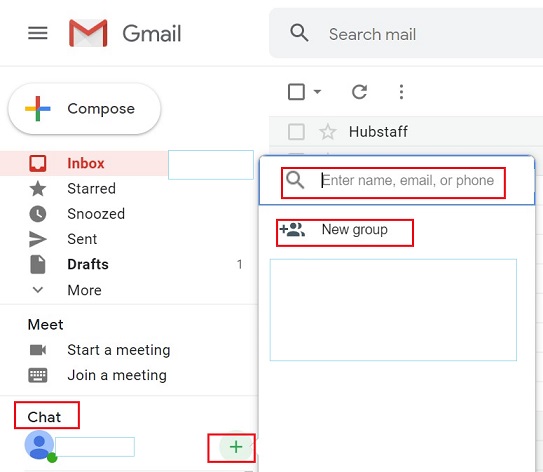 Gmail
Search mail
Compose
Hubstaff
Inbox
Starred
Snoozed
Sent
Drafts 1
More
Enter name, email, or phone
New group
Meet
Start a meeting
Join a meeting
Chat